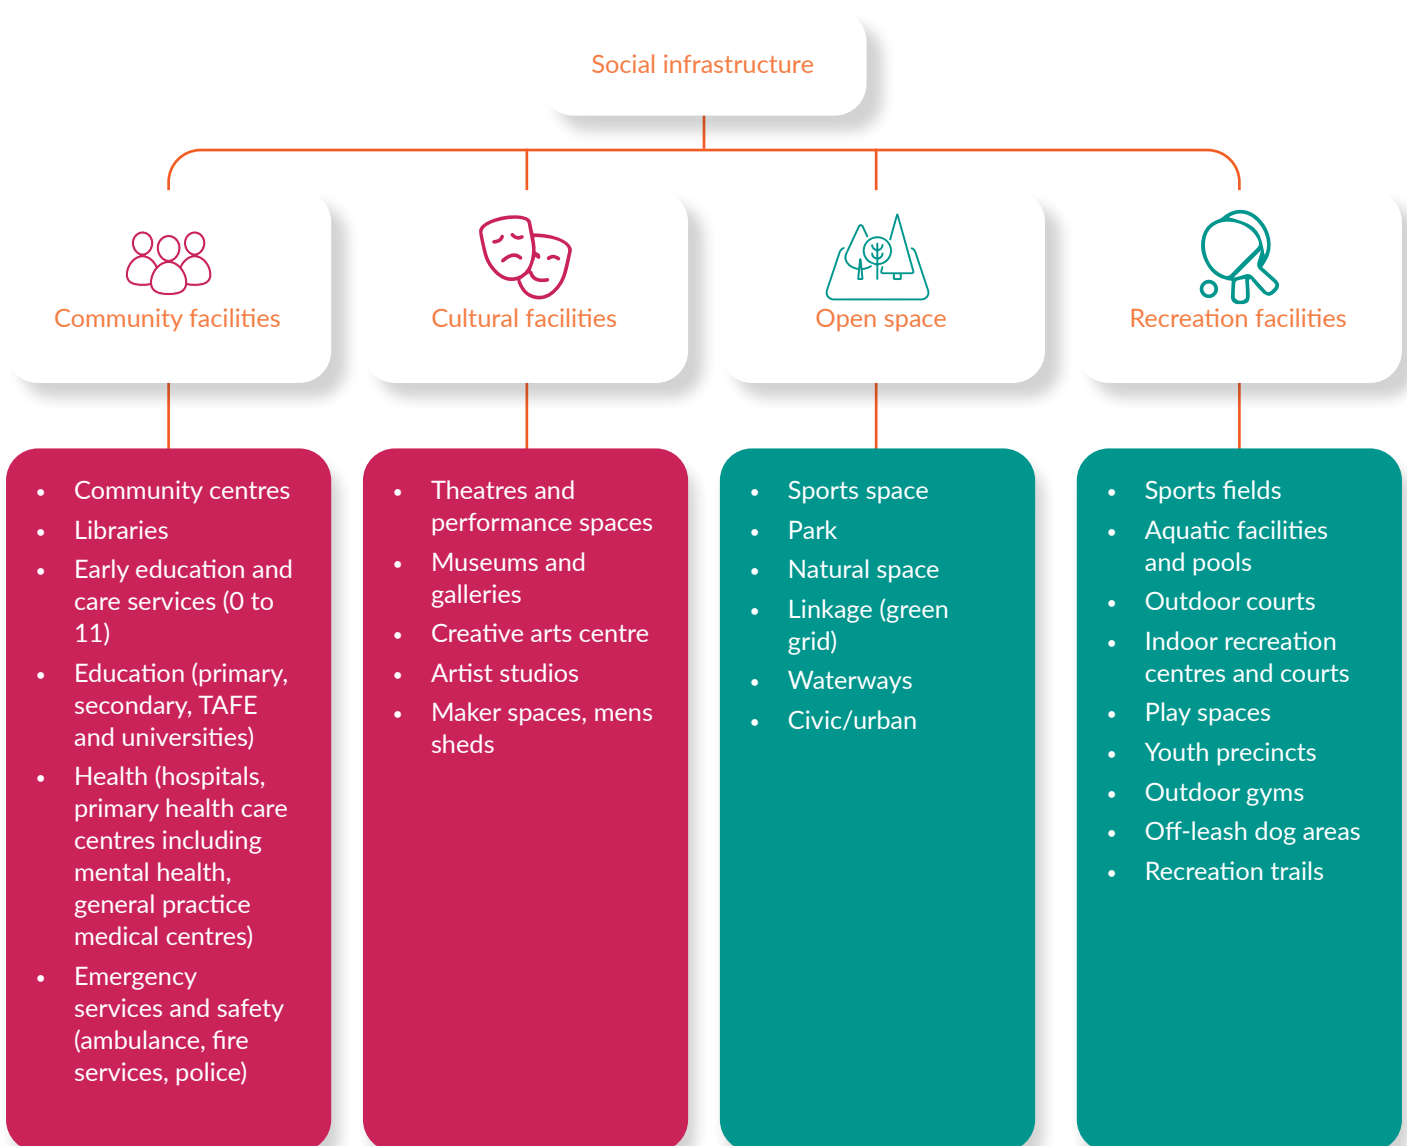 Social infrastructure
Community facilities
Cultural facilities
Open space
Recreation facilities
• Community centres
• Libraries
• Early education and
care services (0 to
11)
• Education (primary,
secondary, TAFE
and universities)
• Health (hospitals,
primary health care
centres including
mental health,
general practice
medical centres)
• Emergency
services and safety
(ambulance, fire
services, police)
• Theatres and
performance spaces
• Museums and
galleries
• Creative arts centre
• Artist studios
• Maker spaces, mens
sheds
• Sports space
• Park
• Natural space
• Linkage (green
grid)
• Waterways
• Civic/urban
• Sports fields
• Aquatic facilities
and pools
• Outdoor courts
• Indoor recreation
centres and courts
• Play spaces
• Youth precincts
• Outdoor gyms
• Off-leash dog areas
• Recreation trails